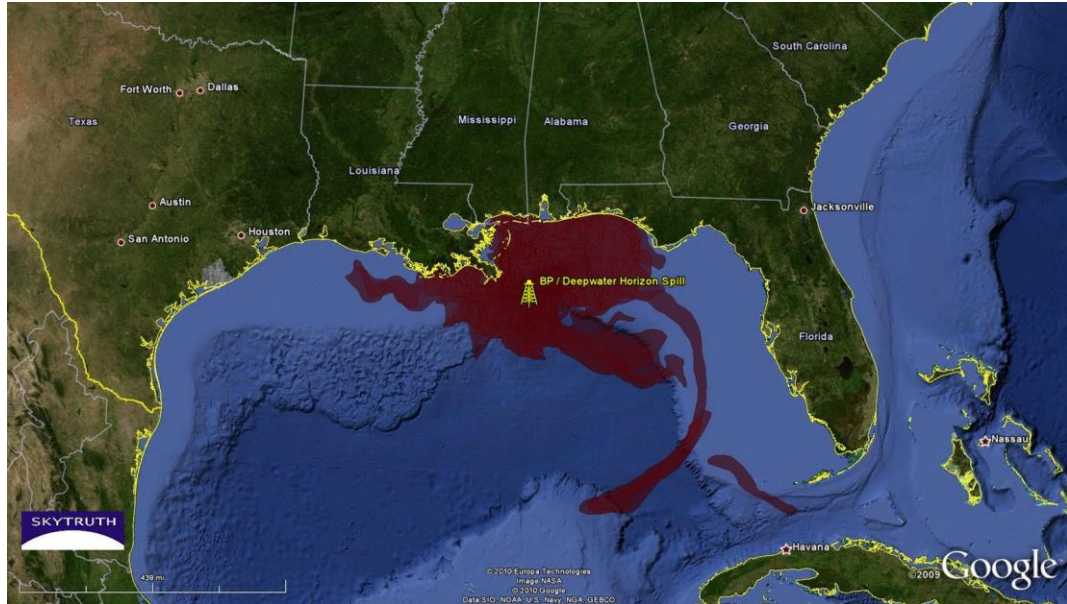 South Carolina
Fort Worth
Dallas
Texas
Mississippi
Alabama
Georgia
Louisiana
Austin
Jacksonville
San Antonio
Houston
BP / Deepwater Horizon Spill
Florida
Nassau
SKYTRUTH
Havana
439 mi
© 2010 Europa Technologies
Image NASA
© 2010 Google
Data SIO, NOAA, U.S. Navy, NGA, GEBCO
©2009 Google